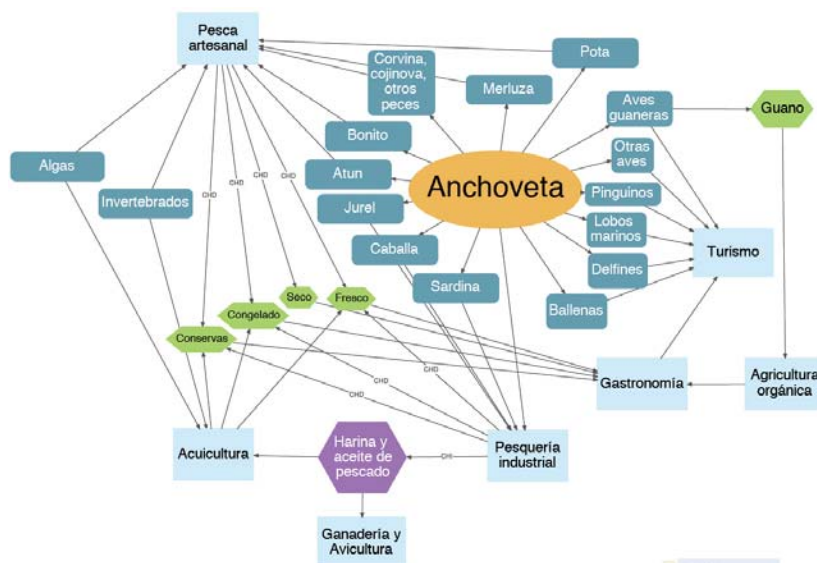 Pesca
artesanal
Corvina,
cojinova,
otros
peces
Pota
Merluza
Aves
guaneras
Guano
Bonito
Otras
aves
Algas
Atun
Anchoveta
Invertebrados
Pinguinos
Jurel
Lobos
marinos
Turismo
Caballa
Delfines
Sardina
Ballenas
CHD
CHD
CHD
CHD
Seco
Fresco
Congelado
Conservas
CHD
CHD
CHD
Gastronomía
Agricultura
orgánica
Acuicultura
Harina y
aceite de
pescado
CHI
Pesquería
industrial
Ganadería y
Avicultura